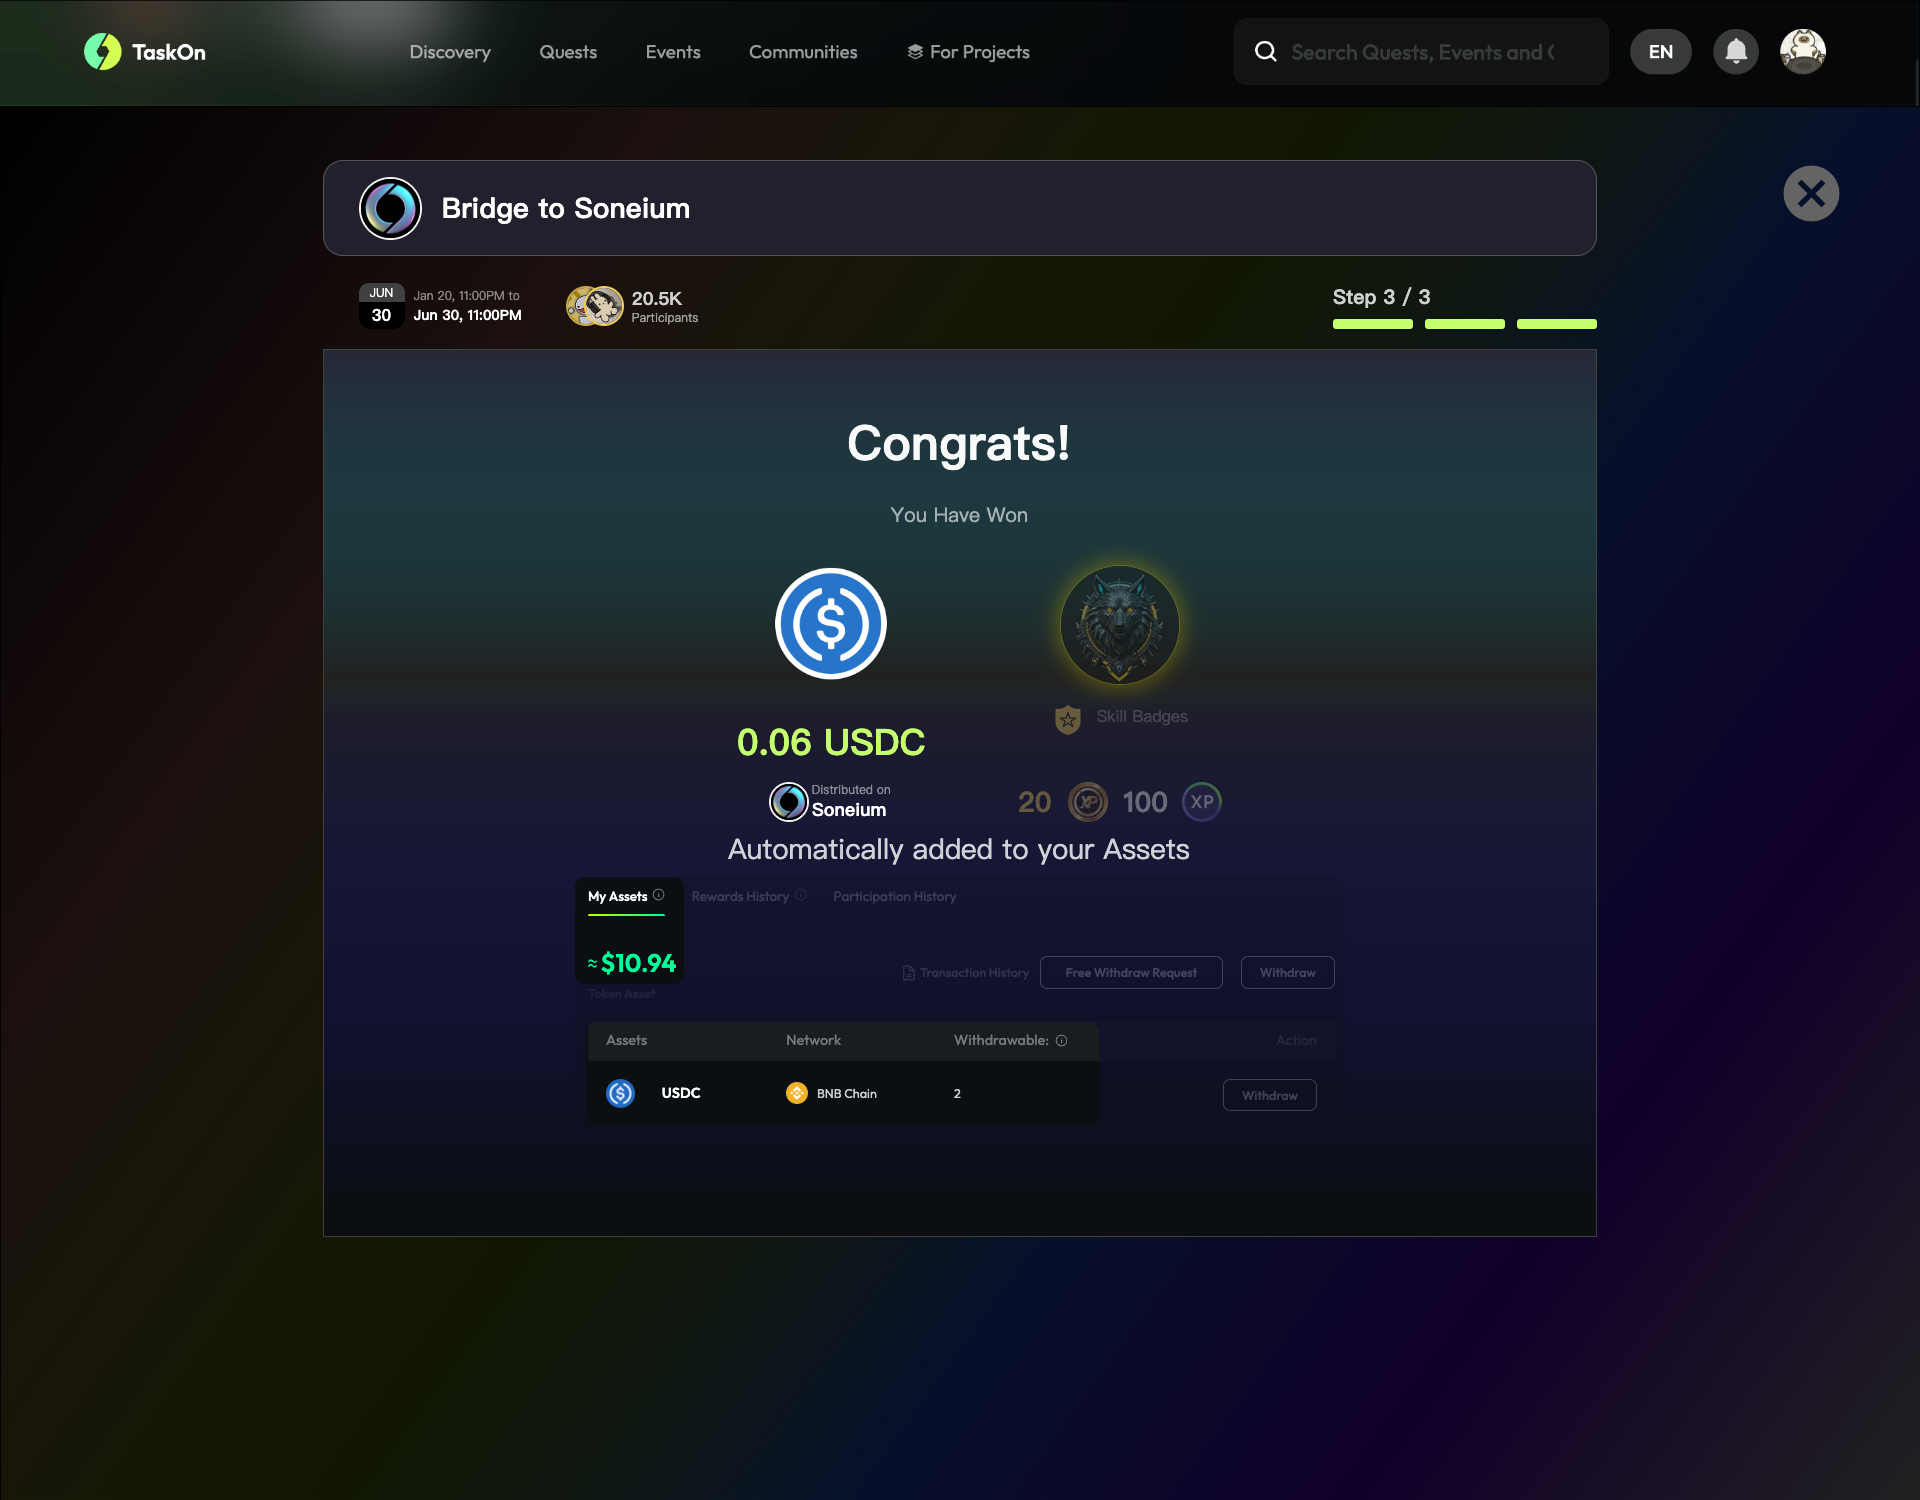 TaskOn
Discovery
Quests
Events
Communities
For Projects
Search Quests, Events and C
EN
Bridge to Soneium
JUN
30
Jan 20, 11:00PM to
Jun 30, 11:00PM
20.5K
Participants
Step 3 / 3
Congrats!
You Have Won
$
0.06 USDC
Distributed on
Soneium
Skill Badges
20 XP 100 XP
Automatically added to your Assets
My Assets
Rewards History
Participation History
≈ $10.94
Transaction History
Free Withdraw Request
Withdraw
Token Asset
Assets
Network
Withdrawable:
Action
$ USDC
BNB Chain
2
Withdraw